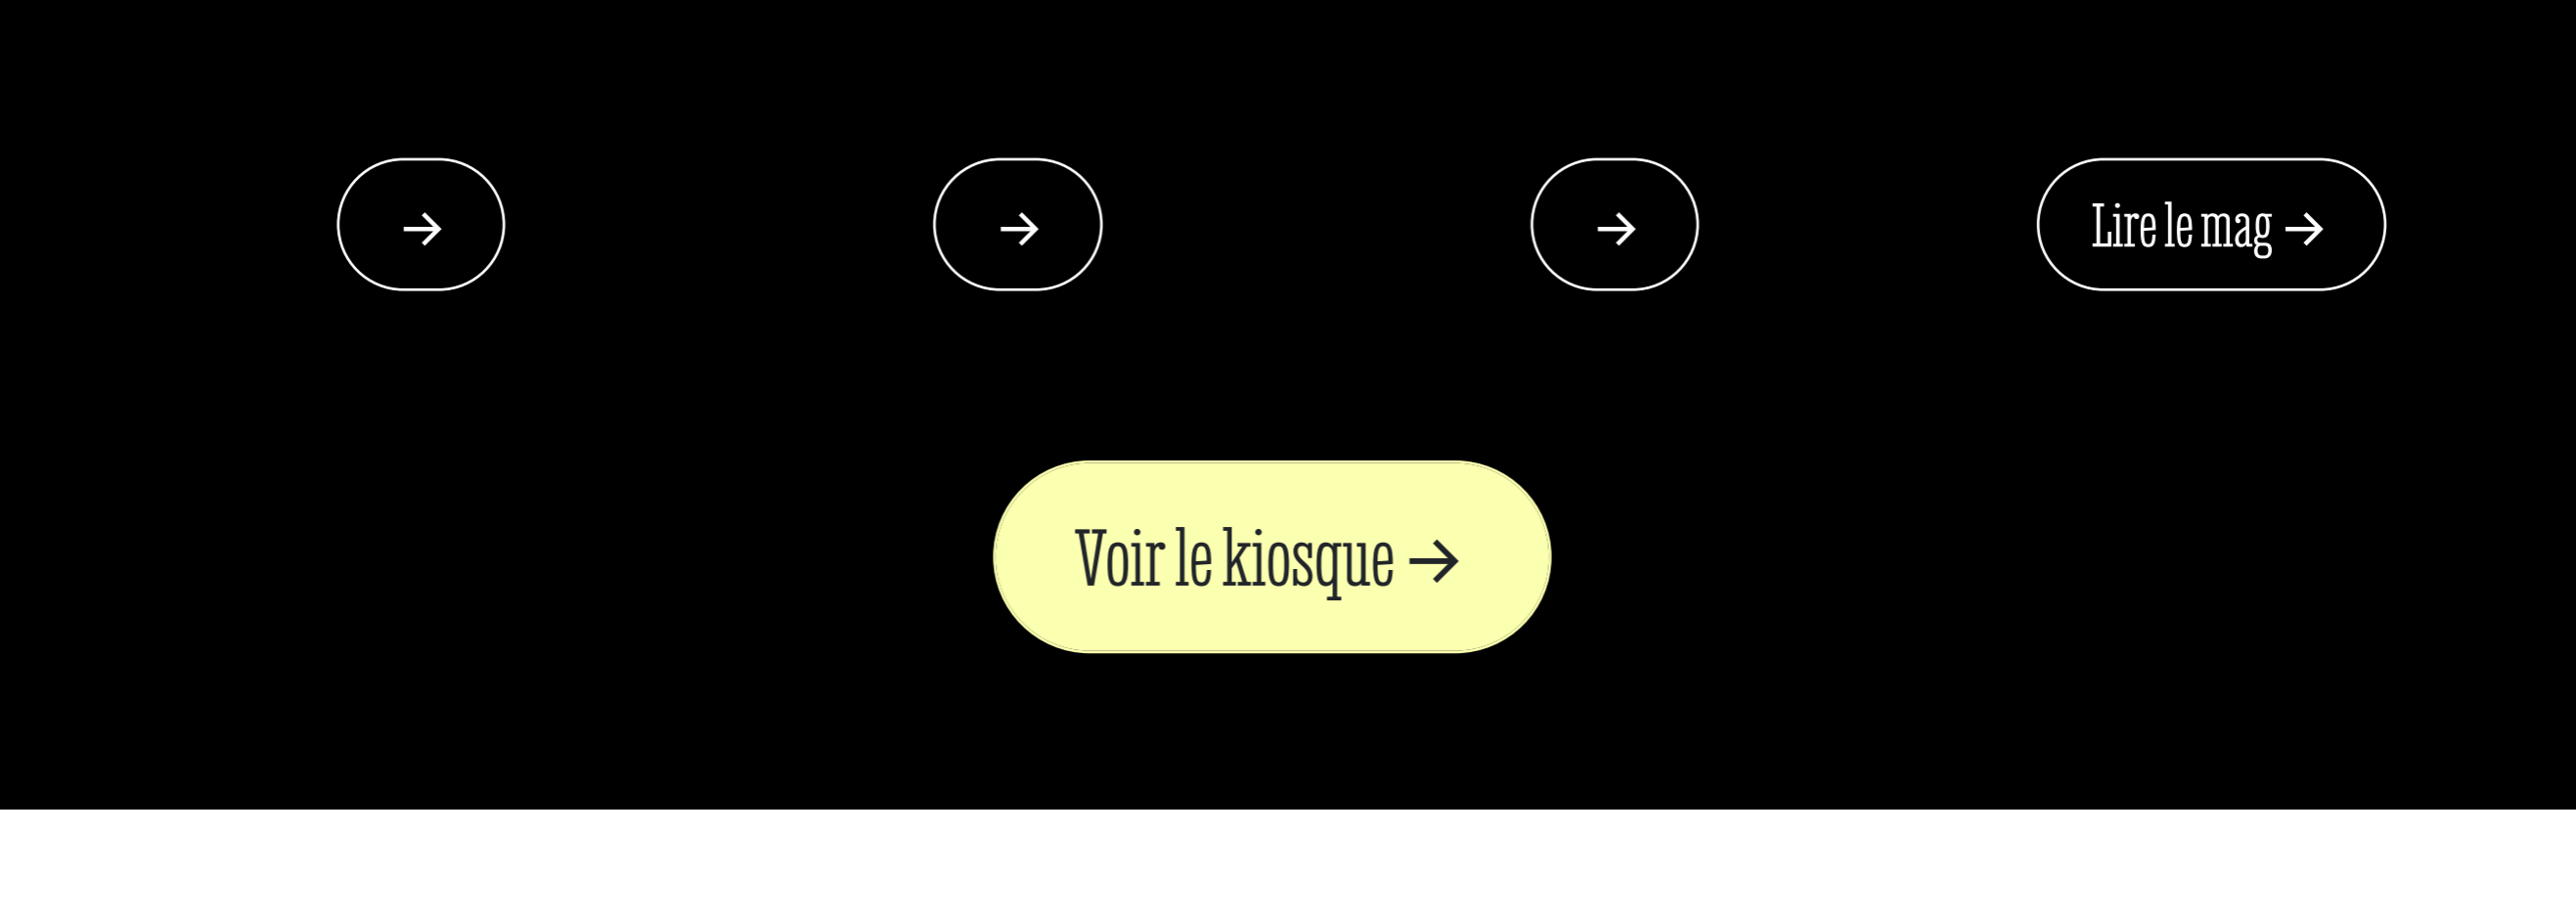 →
→
→
Lire le mag →
Voir le kiosque →